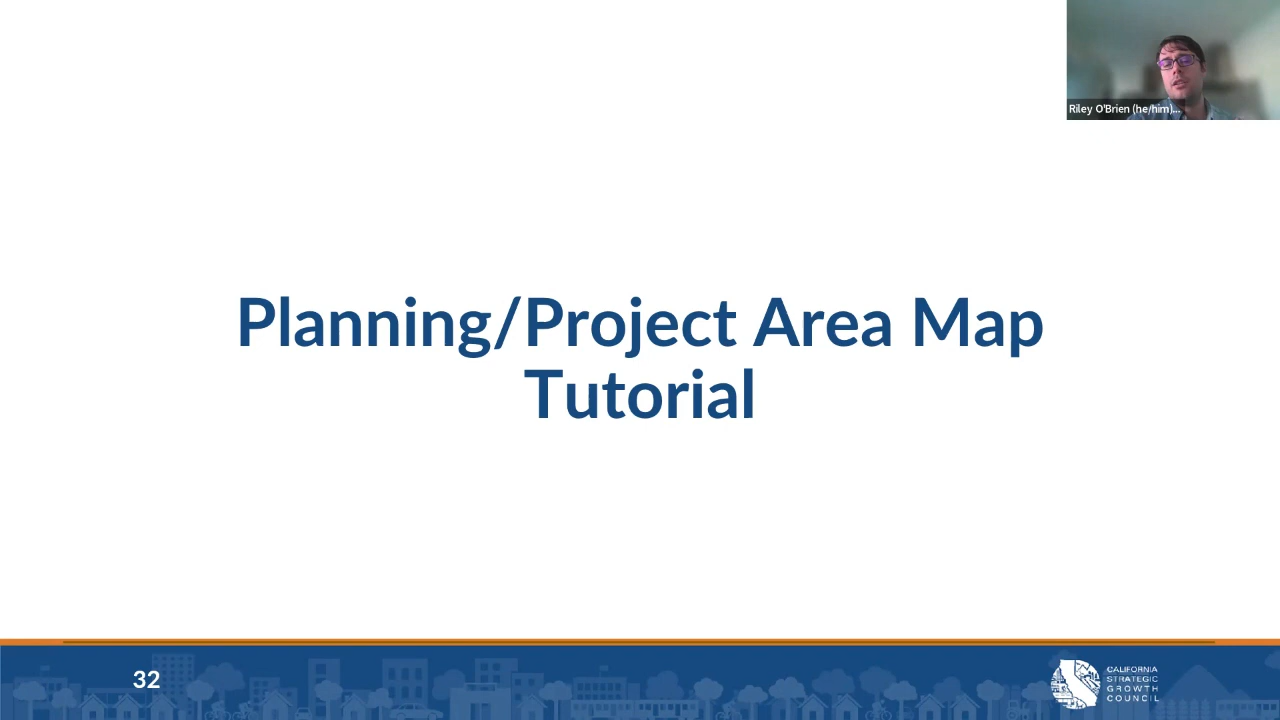 Riley O'Brien (he/him)...
Planning/Project Area Map
Tutorial
32
CALIFORNIA
STRATEGIC
GROWTH
COUNCIL